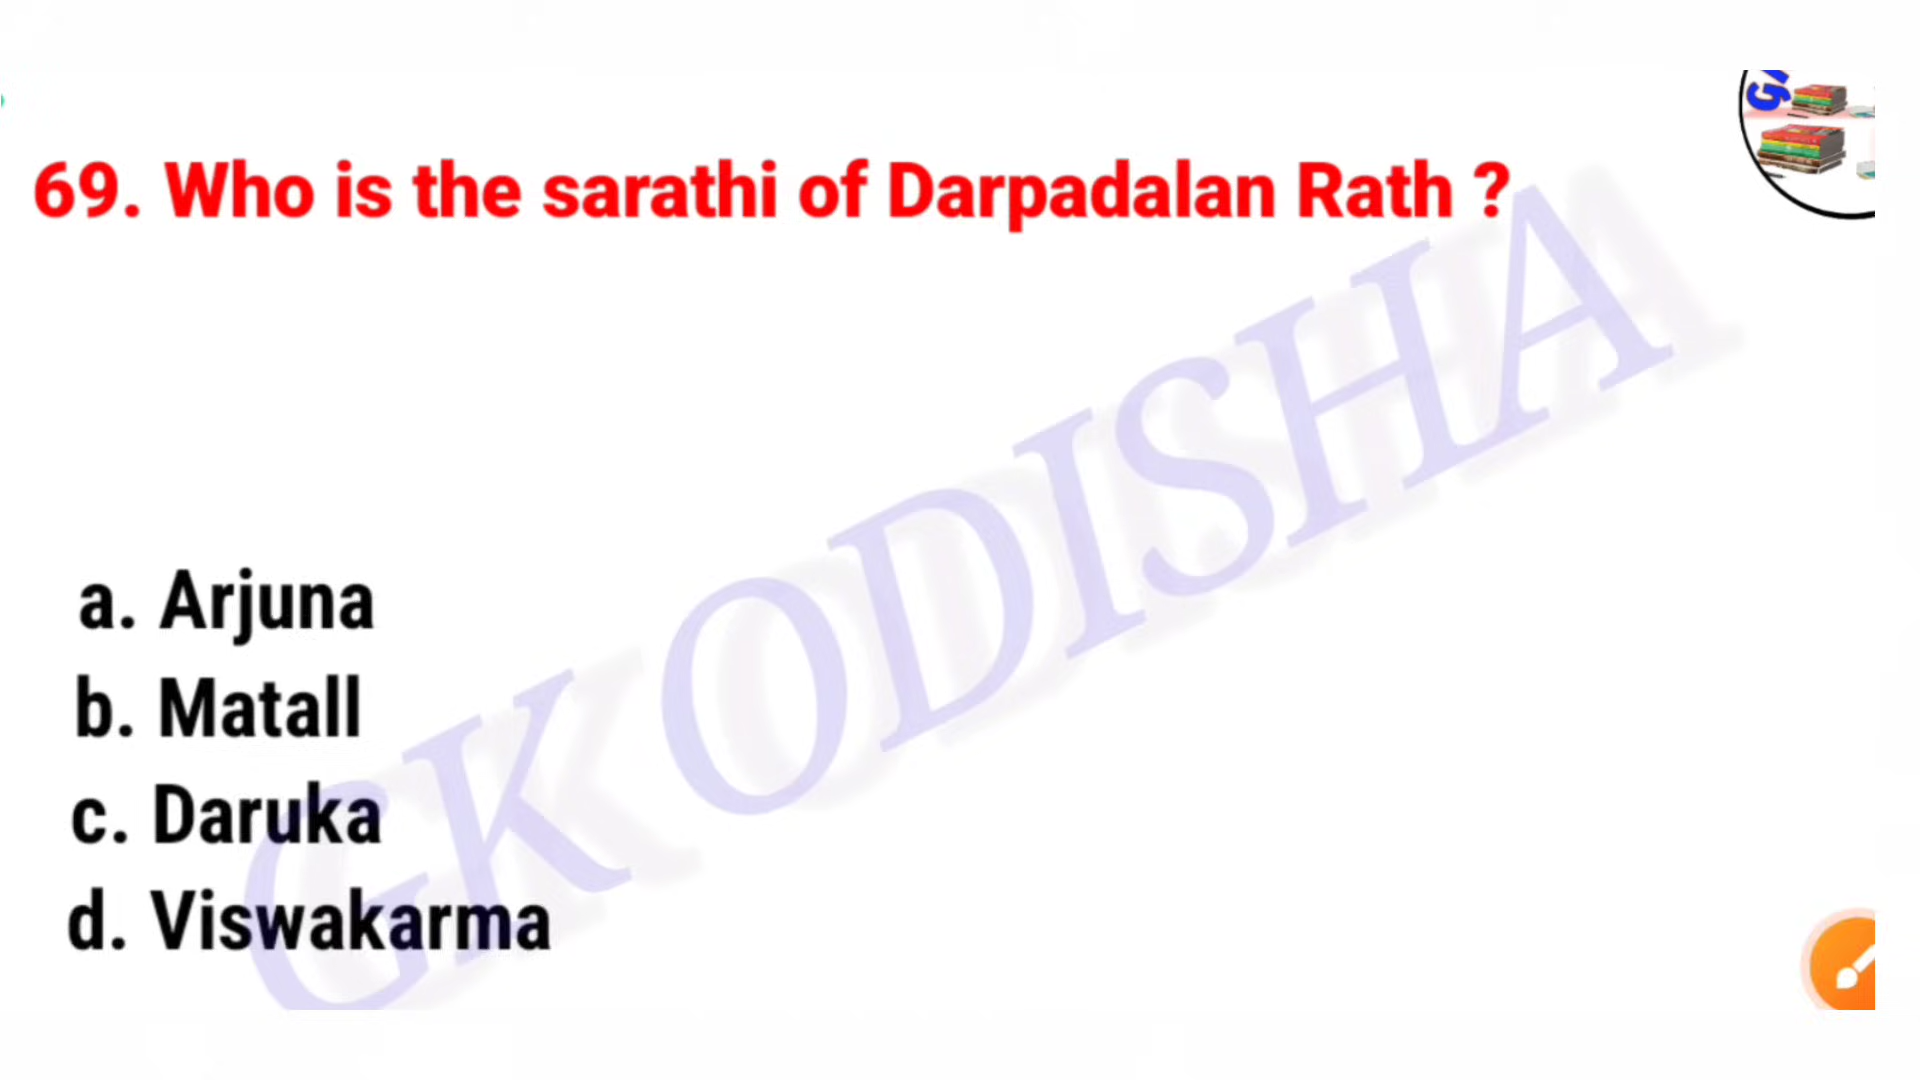 69. Who is the sarathi of Darpadalan Rath ?
a. Arjuna
b. Matall
c. Daruka
d. Viswakarma
GK ODISHA